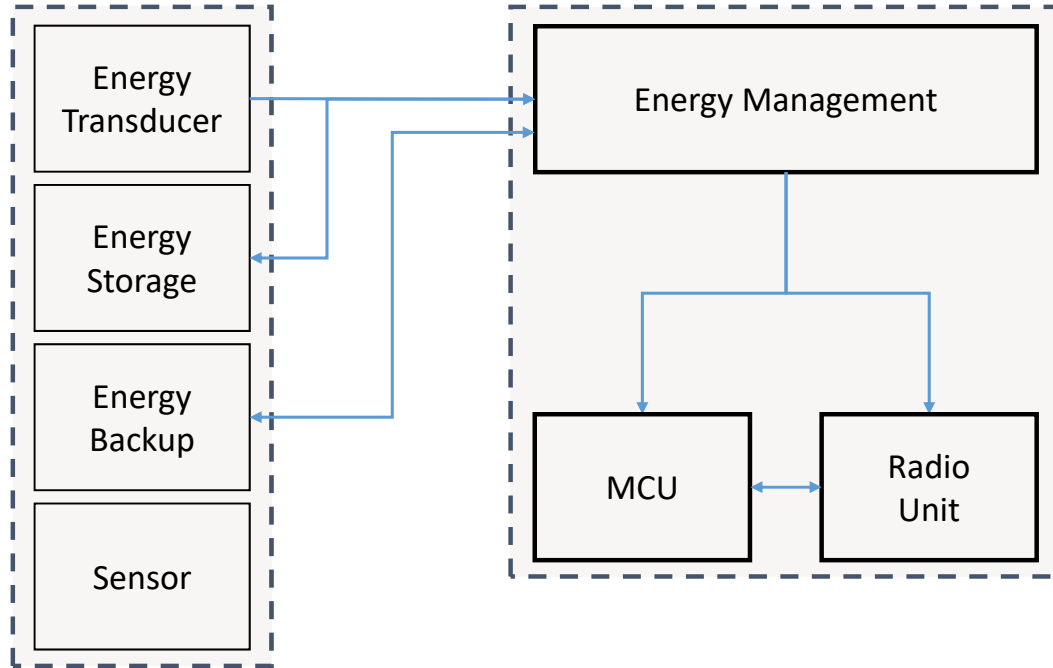 Energy
Transducer
Energy
Storage
Energy
Backup
Sensor
Energy Management
MCU
Radio
Unit